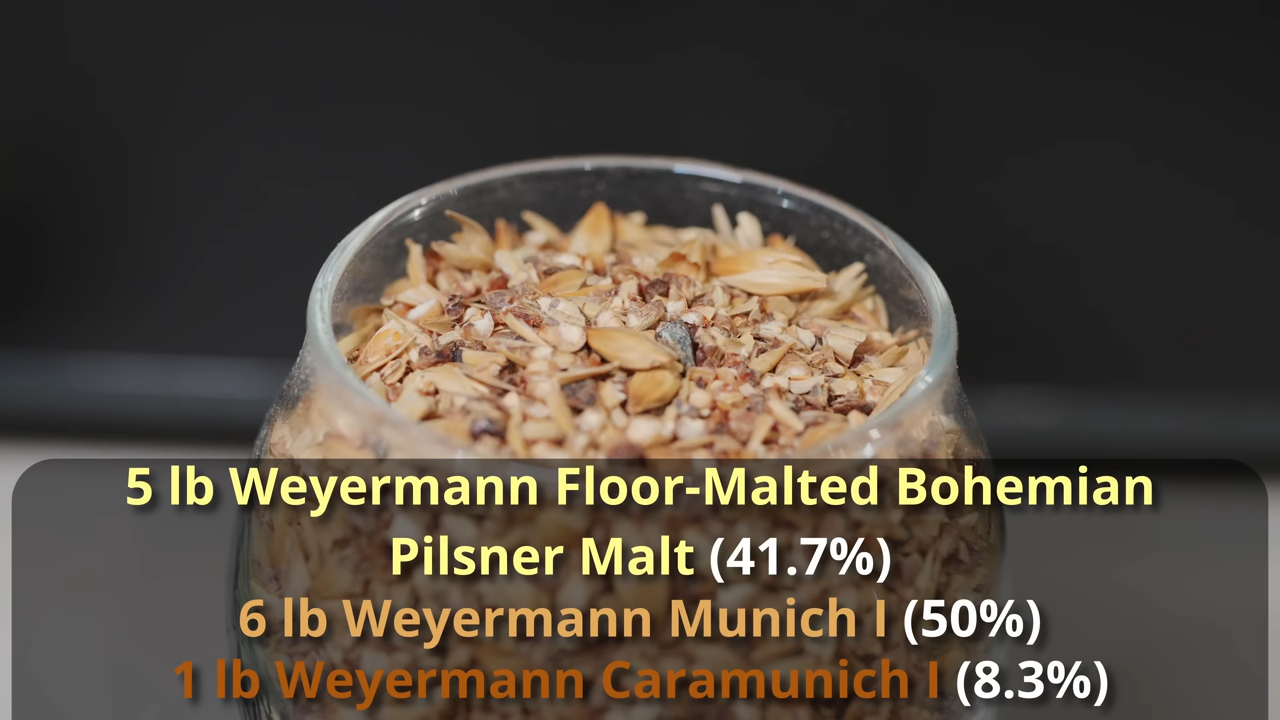 5 lb Weyermann Floor-Malted Bohemian
Pilsner Malt (41.7%)
6 lb Weyermann Munich I (50%)
1 lb Weyermann Caramunich I (8.3%)